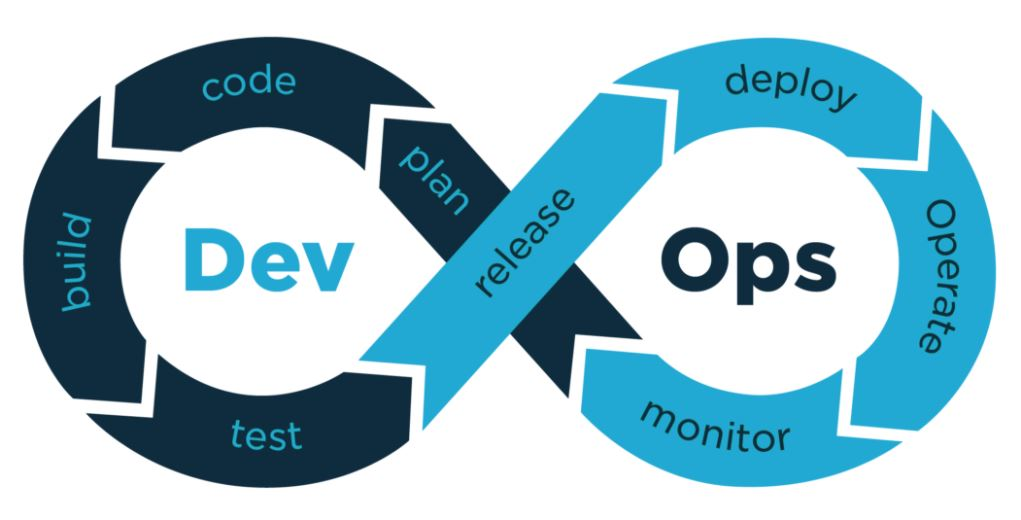 code
plan
build
Dev
test
release
deploy
Ops
Operate
monitor